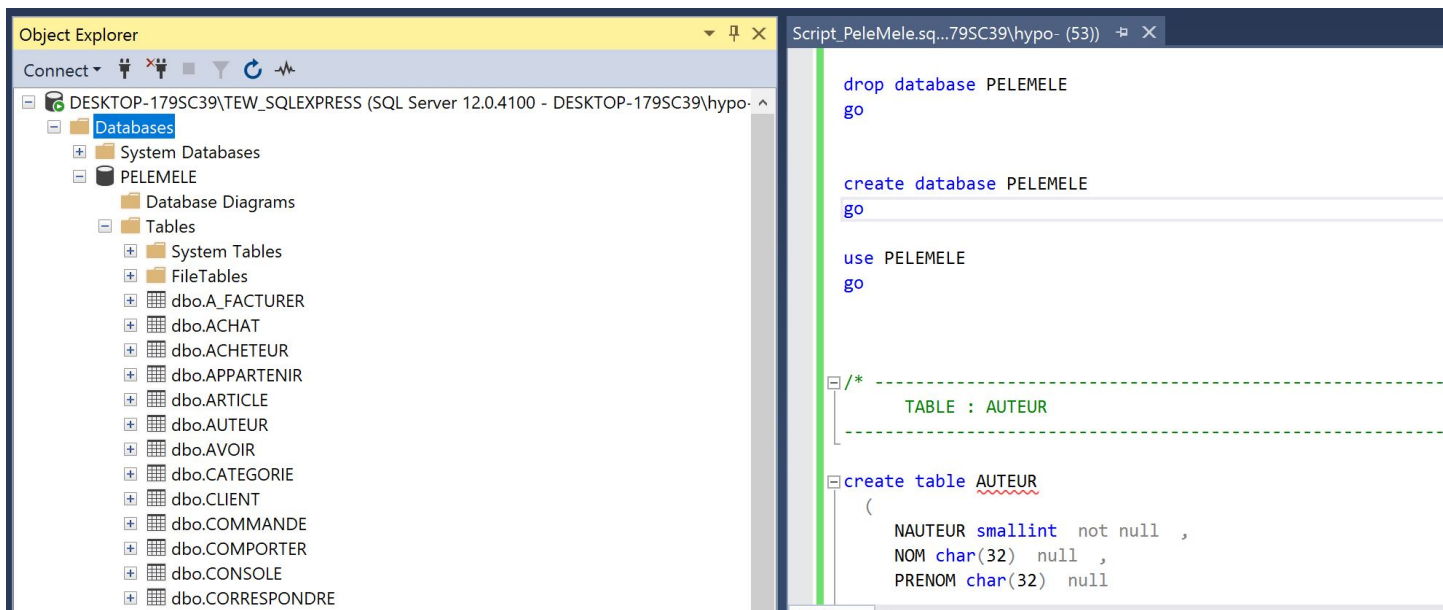 Object Explorer
Connect
DESKTOP-179SC39\TEW_SQLEXPRESS (SQL Server 12.0.4100 - DESKTOP-179SC39\hypo-
Databases
System Databases
PELEMELE
Database Diagrams
Tables
System Tables
FileTables
dbo.A_FACTURER
dbo.ACHAT
dbo.ACHETEUR
dbo.APPARTENIR
dbo.ARTICLE
dbo.AUTEUR
dbo.AVOIR
dbo.CATEGORIE
dbo.CLIENT
dbo.COMMANDE
dbo.COMPORTER
dbo.CONSOLE
dbo.CORRESPONDRE
Script_PeleMele.sq...79SC39\hypo- (53))
drop database PELEMELE
go
create database PELEMELE
go
use PELEMELE
go
/* -----------------------------------------------------------
TABLE : AUTEUR
--------------------------------------------------------------
create table AUTEUR
(
NAUTEUR smallint  not null  ,
NOM char(32)  null  ,
PRENOM char(32)  null